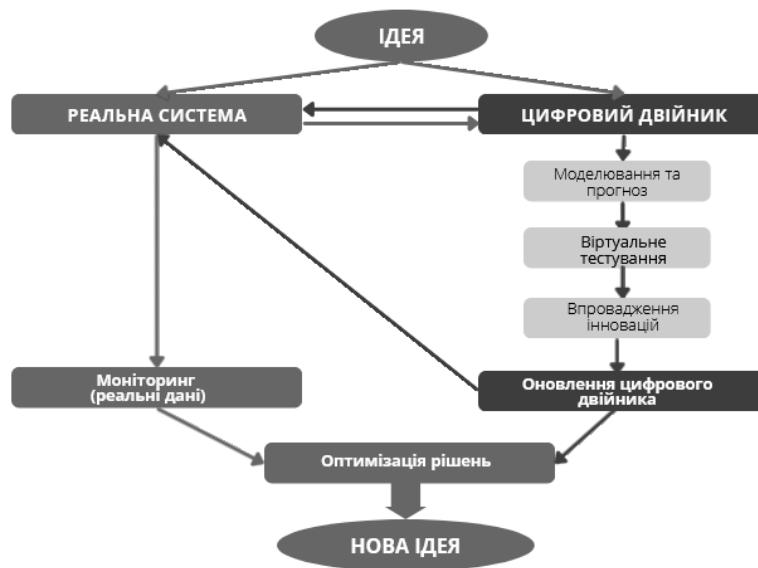 ІДЕЯ
РЕАЛЬНА СИСТЕМА
ЦИФРОВИЙ ДВІЙНИК
Моделювання та
прогноз
Віртуальне
тестування
Впровадження
інновацій
Моніторинг
(реальні дані)
Оновлення цифрового
двійника
Оптимізація рішень
НОВА ІДЕЯ